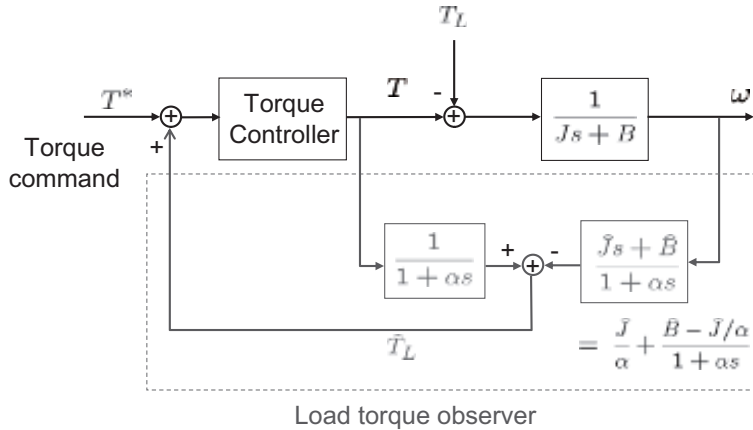 T_L
T*
Torque
Controller
T
-
1
Js + B
ω
+
Torque
command
1
1 + αs
+
-
Ĵs + B̂
1 + αs
T̂_L
= Ĵ/α + (B̂ − Ĵ/α)/(1 + αs)
Load torque observer